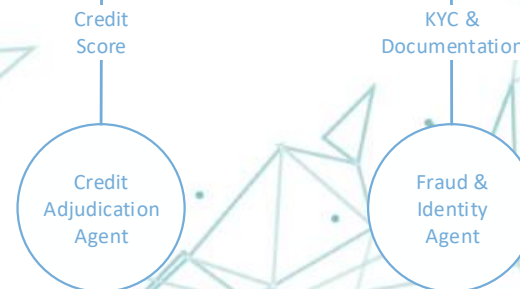 Credit
Score
KYC &
Documentation
Credit
Adjudication
Agent
Fraud &
Identity
Agent